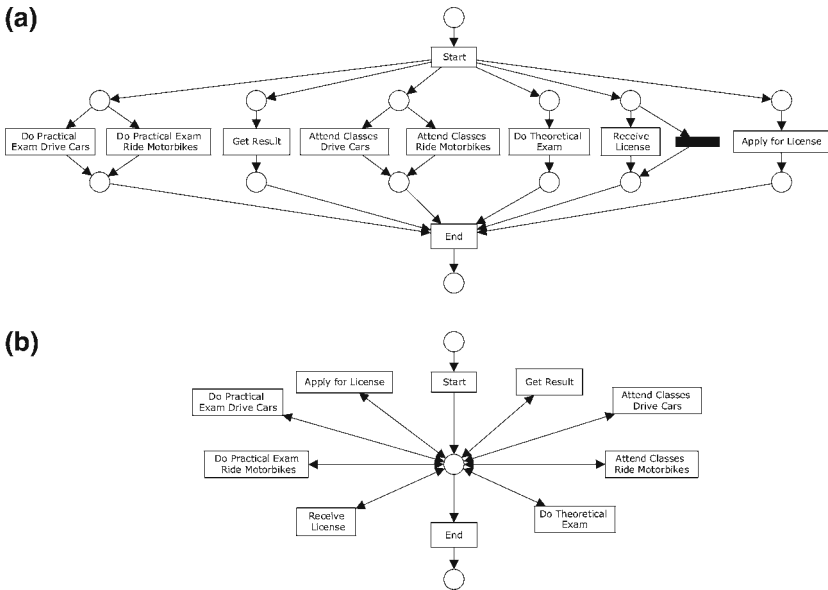 (a)
Start
Do Practical
Exam Drive Cars
Do Practical Exam
Ride Motorbikes
Get Result
Attend Classes
Drive Cars
Attend Classes
Ride Motorbikes
Do Theoretical
Exam
Receive
License
Apply for License
End
(b)
Start
Get Result
Apply for License
Do Practical
Exam Drive Cars
Attend Classes
Drive Cars
Do Practical Exam
Ride Motorbikes
Attend Classes
Ride Motorbikes
Receive
License
Do Theoretical
Exam
End